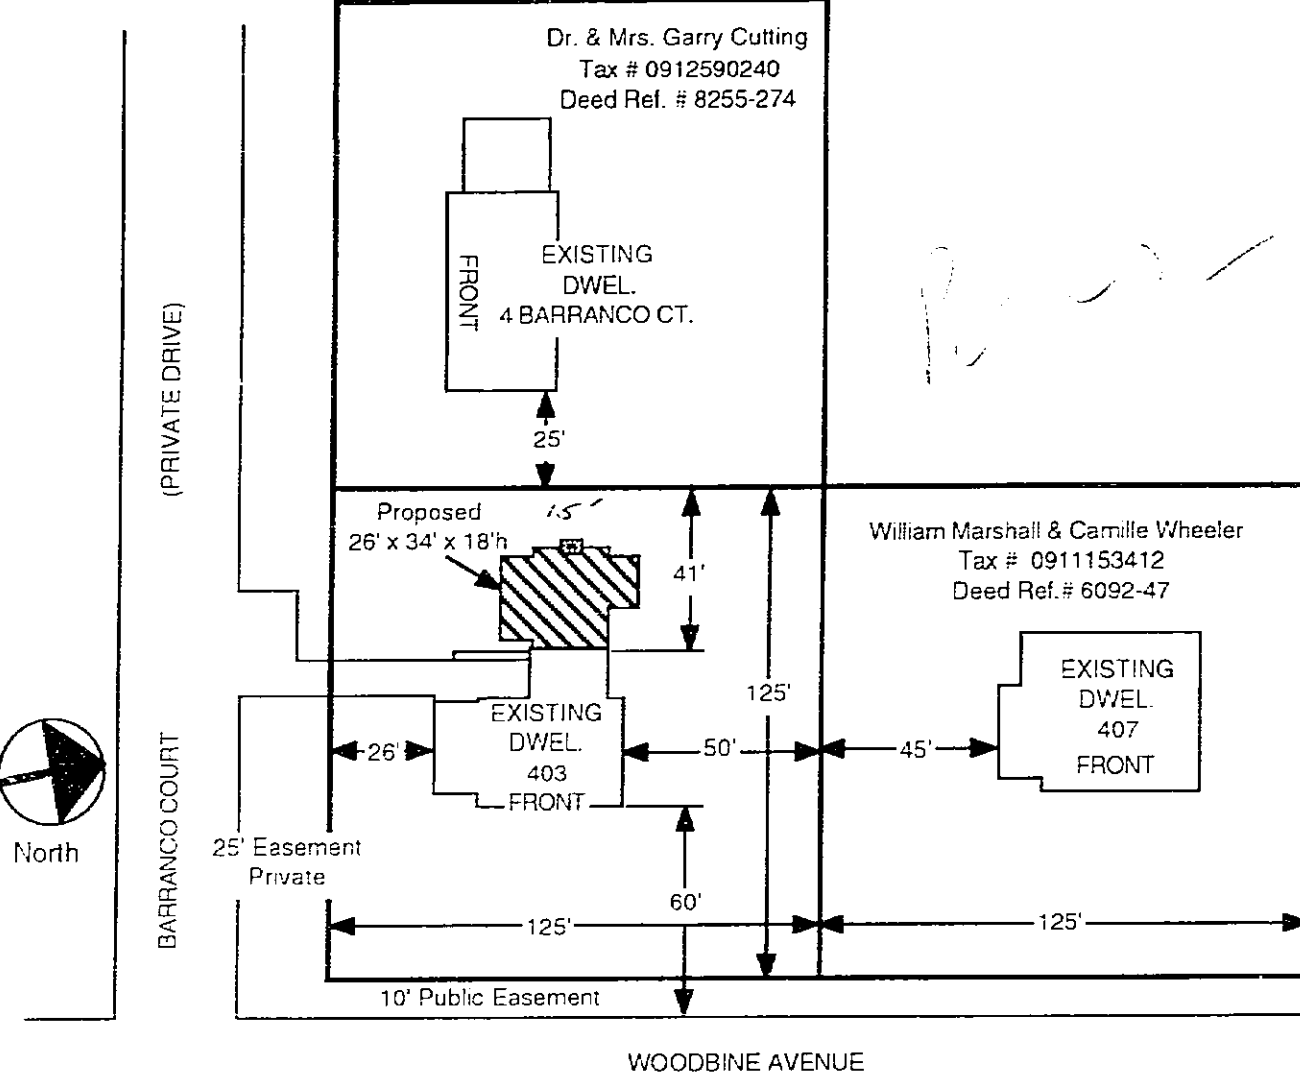 Dr. & Mrs. Garry Cutting
Tax # 0912590240
Deed Ref. # 8255-274
EXISTING
DWEL.
4 BARRANCO CT.
FRONT
(PRIVATE DRIVE)
25'
15'
Proposed
26' x 34' x 18'h
41'
William Marshall & Camille Wheeler
Tax # 0911153412
Deed Ref.# 6092-47
125'
EXISTING
DWEL.
403
FRONT
26'
50'
45'
EXISTING
DWEL.
407
FRONT
North
BARRANCO COURT
25' Easement
Private
60'
125'
125'
10' Public Easement
WOODBINE AVENUE